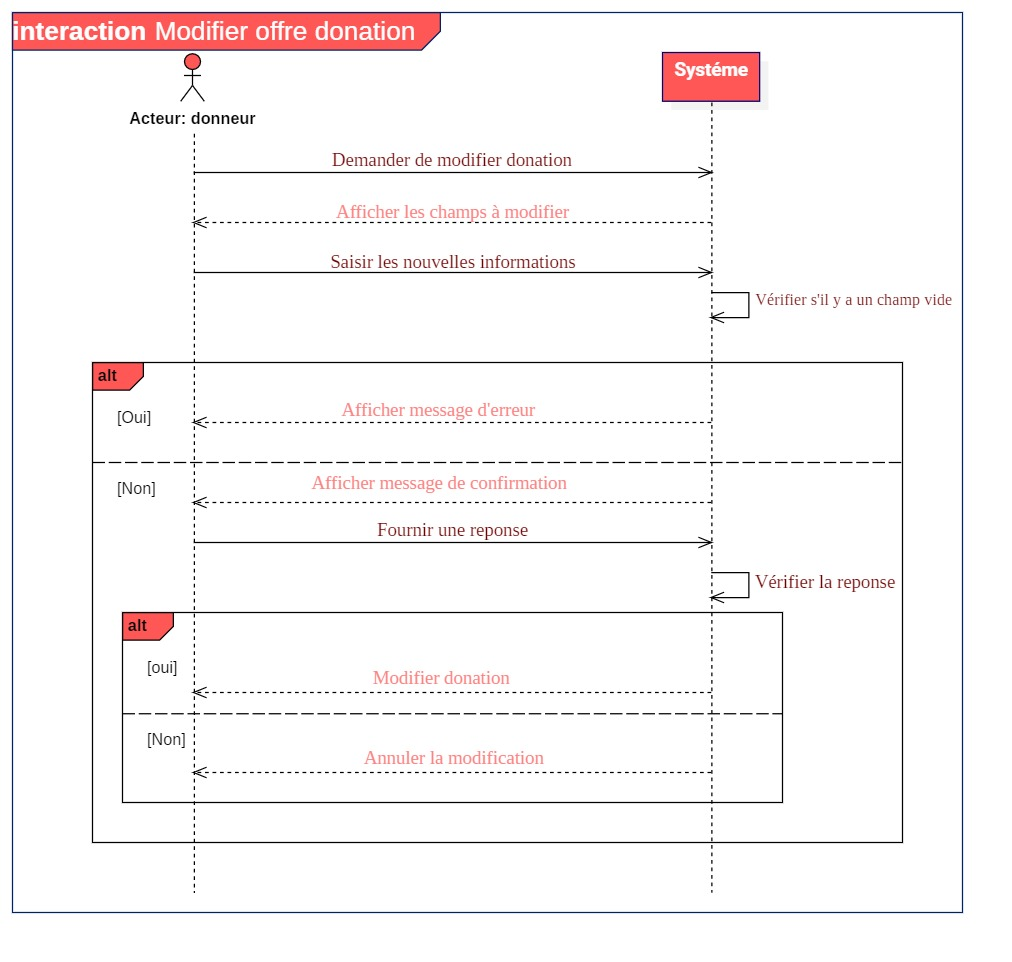 interaction Modifier offre donation
Systéme
Acteur: donneur
Demander de modifier donation
Afficher les champs à modifier
Saisir les nouvelles informations
Vérifier s'il y a un champ vide
alt
[Oui]
Afficher message d'erreur
[Non]
Afficher message de confirmation
Fournir une reponse
Vérifier la reponse
alt
[oui]
Modifier donation
[Non]
Annuler la modification